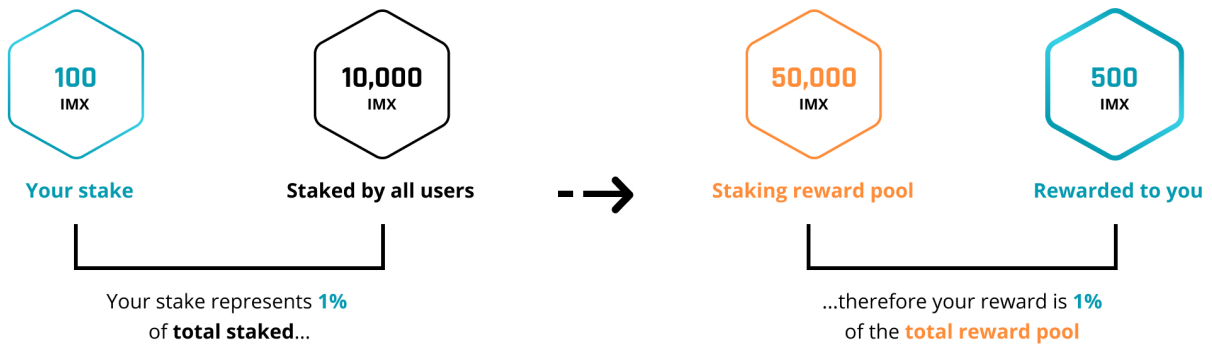 100
IMX
Your stake
10,000
IMX
Staked by all users
50,000
IMX
Staking reward pool
500
IMX
Rewarded to you
Your stake represents 1%
of total staked...
...therefore your reward is 1%
of the total reward pool